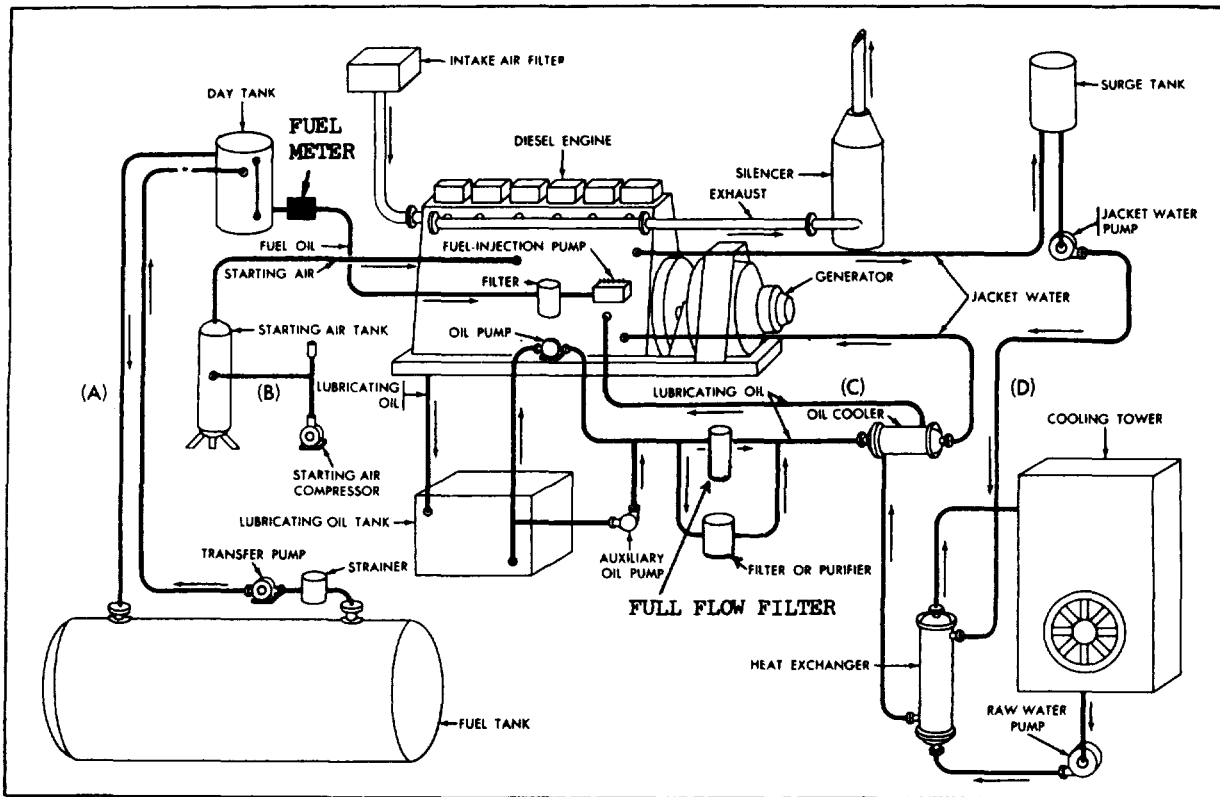 INTAKE AIR FILTER
SURGE TANK
DAY TANK
FUEL
METER
DIESEL ENGINE
SILENCER
EXHAUST
JACKET WATER
PUMP
FUEL OIL
STARTING AIR
FUEL-INJECTION PUMP
FILTER
GENERATOR
JACKET WATER
STARTING AIR TANK
OIL PUMP
(A)
(B)
LUBRICATING
OIL
LUBRICATING OIL
(C)
(D)
OIL COOLER
COOLING TOWER
STARTING AIR
COMPRESSOR
LUBRICATING OIL TANK
AUXILIARY
OIL PUMP
FILTER OR PURIFIER
TRANSFER PUMP
STRAINER
FULL FLOW FILTER
HEAT EXCHANGER
RAW WATER
PUMP
FUEL TANK